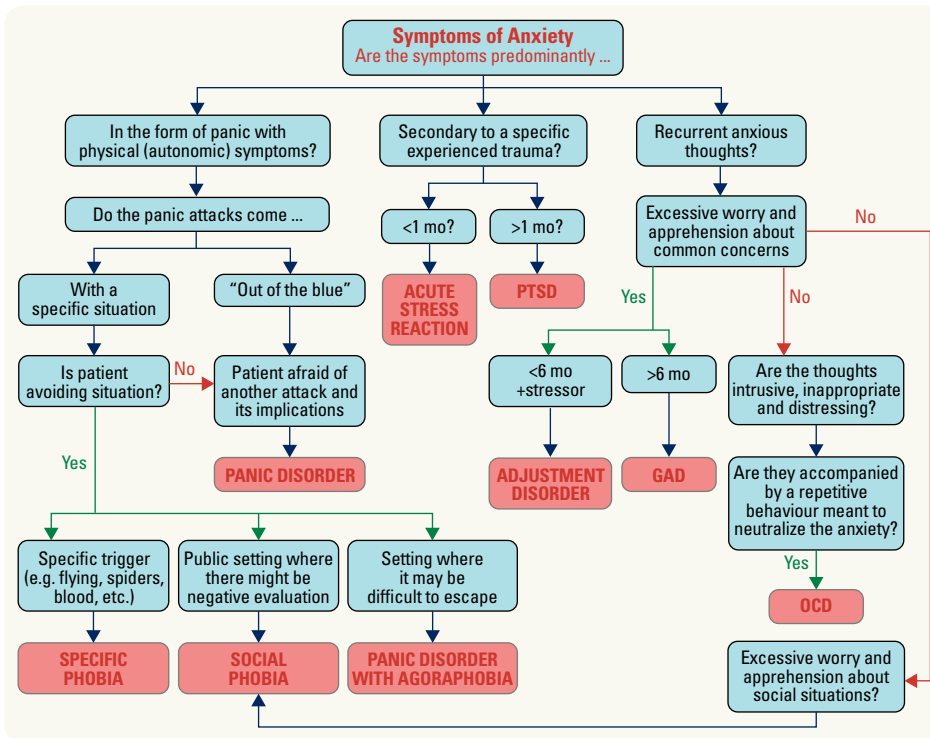 Symptoms of Anxiety
Are the symptoms predominantly ...
In the form of panic with
physical (autonomic) symptoms?
Secondary to a specific
experienced trauma?
Recurrent anxious
thoughts?
Do the panic attacks come ...
<1 mo?
>1 mo?
Excessive worry and
apprehension about
common concerns
No
With a
specific situation
“Out of the blue”
ACUTE
STRESS
REACTION
PTSD
Yes
No
Is patient
avoiding situation?
No
Patient afraid of
another attack and
its implications
<6 mo
+stressor
>6 mo
Are the thoughts
intrusive, inappropriate
and distressing?
Yes
PANIC DISORDER
ADJUSTMENT
DISORDER
GAD
Are they accompanied
by a repetitive
behaviour meant to
neutralize the anxiety?
Specific trigger
(e.g. flying, spiders,
blood, etc.)
Public setting where
there might be
negative evaluation
Setting where
it may be
difficult to escape
Yes
OCD
SPECIFIC
PHOBIA
SOCIAL
PHOBIA
PANIC DISORDER
WITH AGORAPHOBIA
Excessive worry and
apprehension about
social situations?